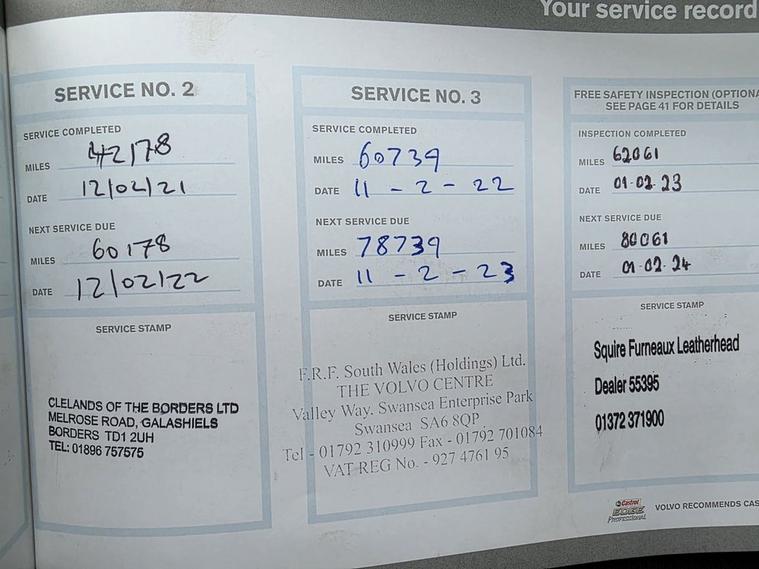 Your service record
SERVICE NO. 2
SERVICE COMPLETED
MILES 42178
DATE 12/02/21
NEXT SERVICE DUE
MILES 60178
DATE 12/02/22
SERVICE STAMP
CLELANDS OF THE BORDERS LTD
MELROSE ROAD, GALASHIELS
BORDERS TD1 2UH
TEL: 01896 757575
SERVICE NO. 3
SERVICE COMPLETED
MILES 60739
DATE 11 - 2 - 22
NEXT SERVICE DUE
MILES 78739
DATE 11 - 2 - 23
SERVICE STAMP
F.R.F. South Wales (Holdings) Ltd.
THE VOLVO CENTRE
Valley Way. Swansea Enterprise Park
Swansea SA6 8QP
Tel - 01792 310999 Fax - 01792 701084
VAT REG No. - 927 4761 95
FREE SAFETY INSPECTION (OPTIONA
SEE PAGE 41 FOR DETAILS
INSPECTION COMPLETED
MILES 62061
DATE 01-02-23
NEXT SERVICE DUE
MILES 80061
DATE 01-02-24
SERVICE STAMP
Squire Furneaux Leatherhead
Dealer 55395
01372 371900
Castrol
EDGE
Professional
VOLVO RECOMMENDS CAS